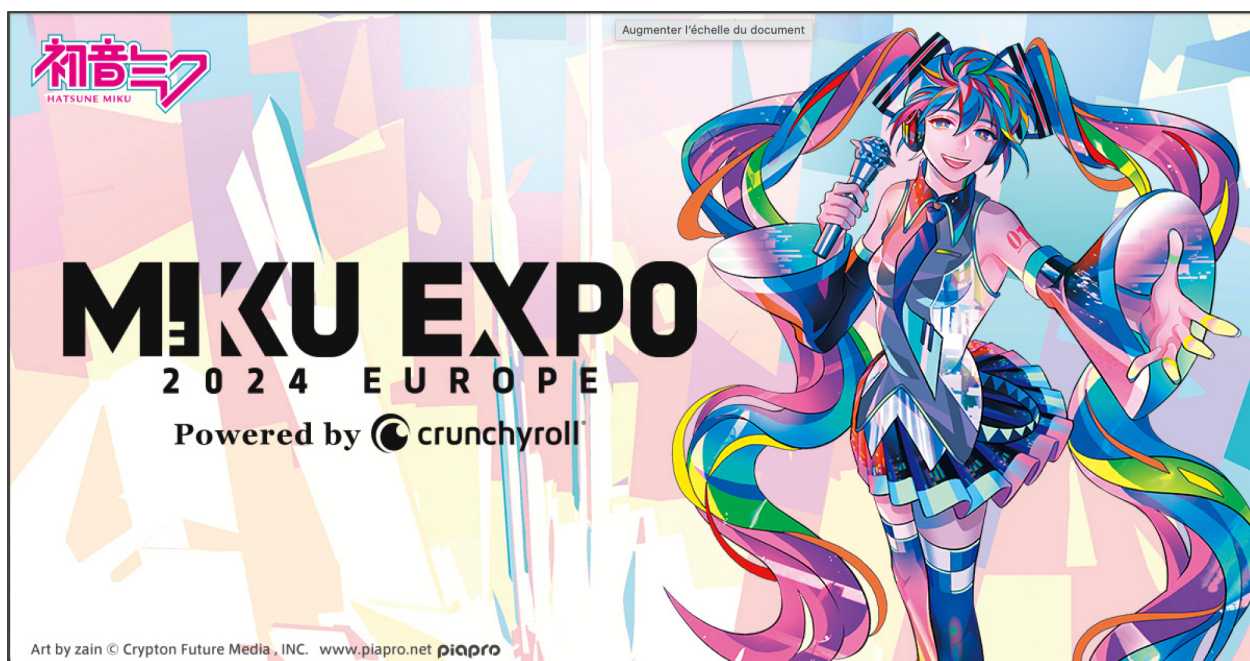 Augmenter l'échelle du document
初音ミク
HATSUNE MIKU
01
MIKU EXPO
2024 EUROPE
Powered by crunchyroll
Art by zain © Crypton Future Media , INC. www.piapro.net piapro